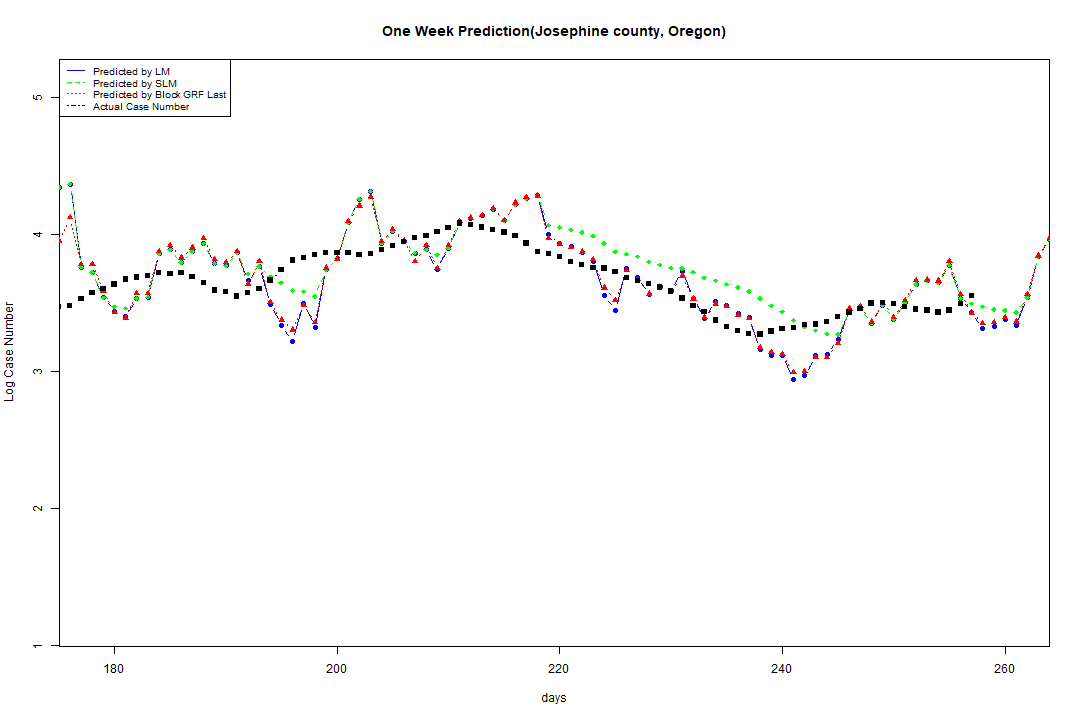 One Week Prediction(Josephine county, Oregon)
Predicted by LM
Predicted by SLM
Predicted by Block GRF Last
Actual Case Number
5
4
3
2
1
Log Case Number
180 200 220 240 260
days